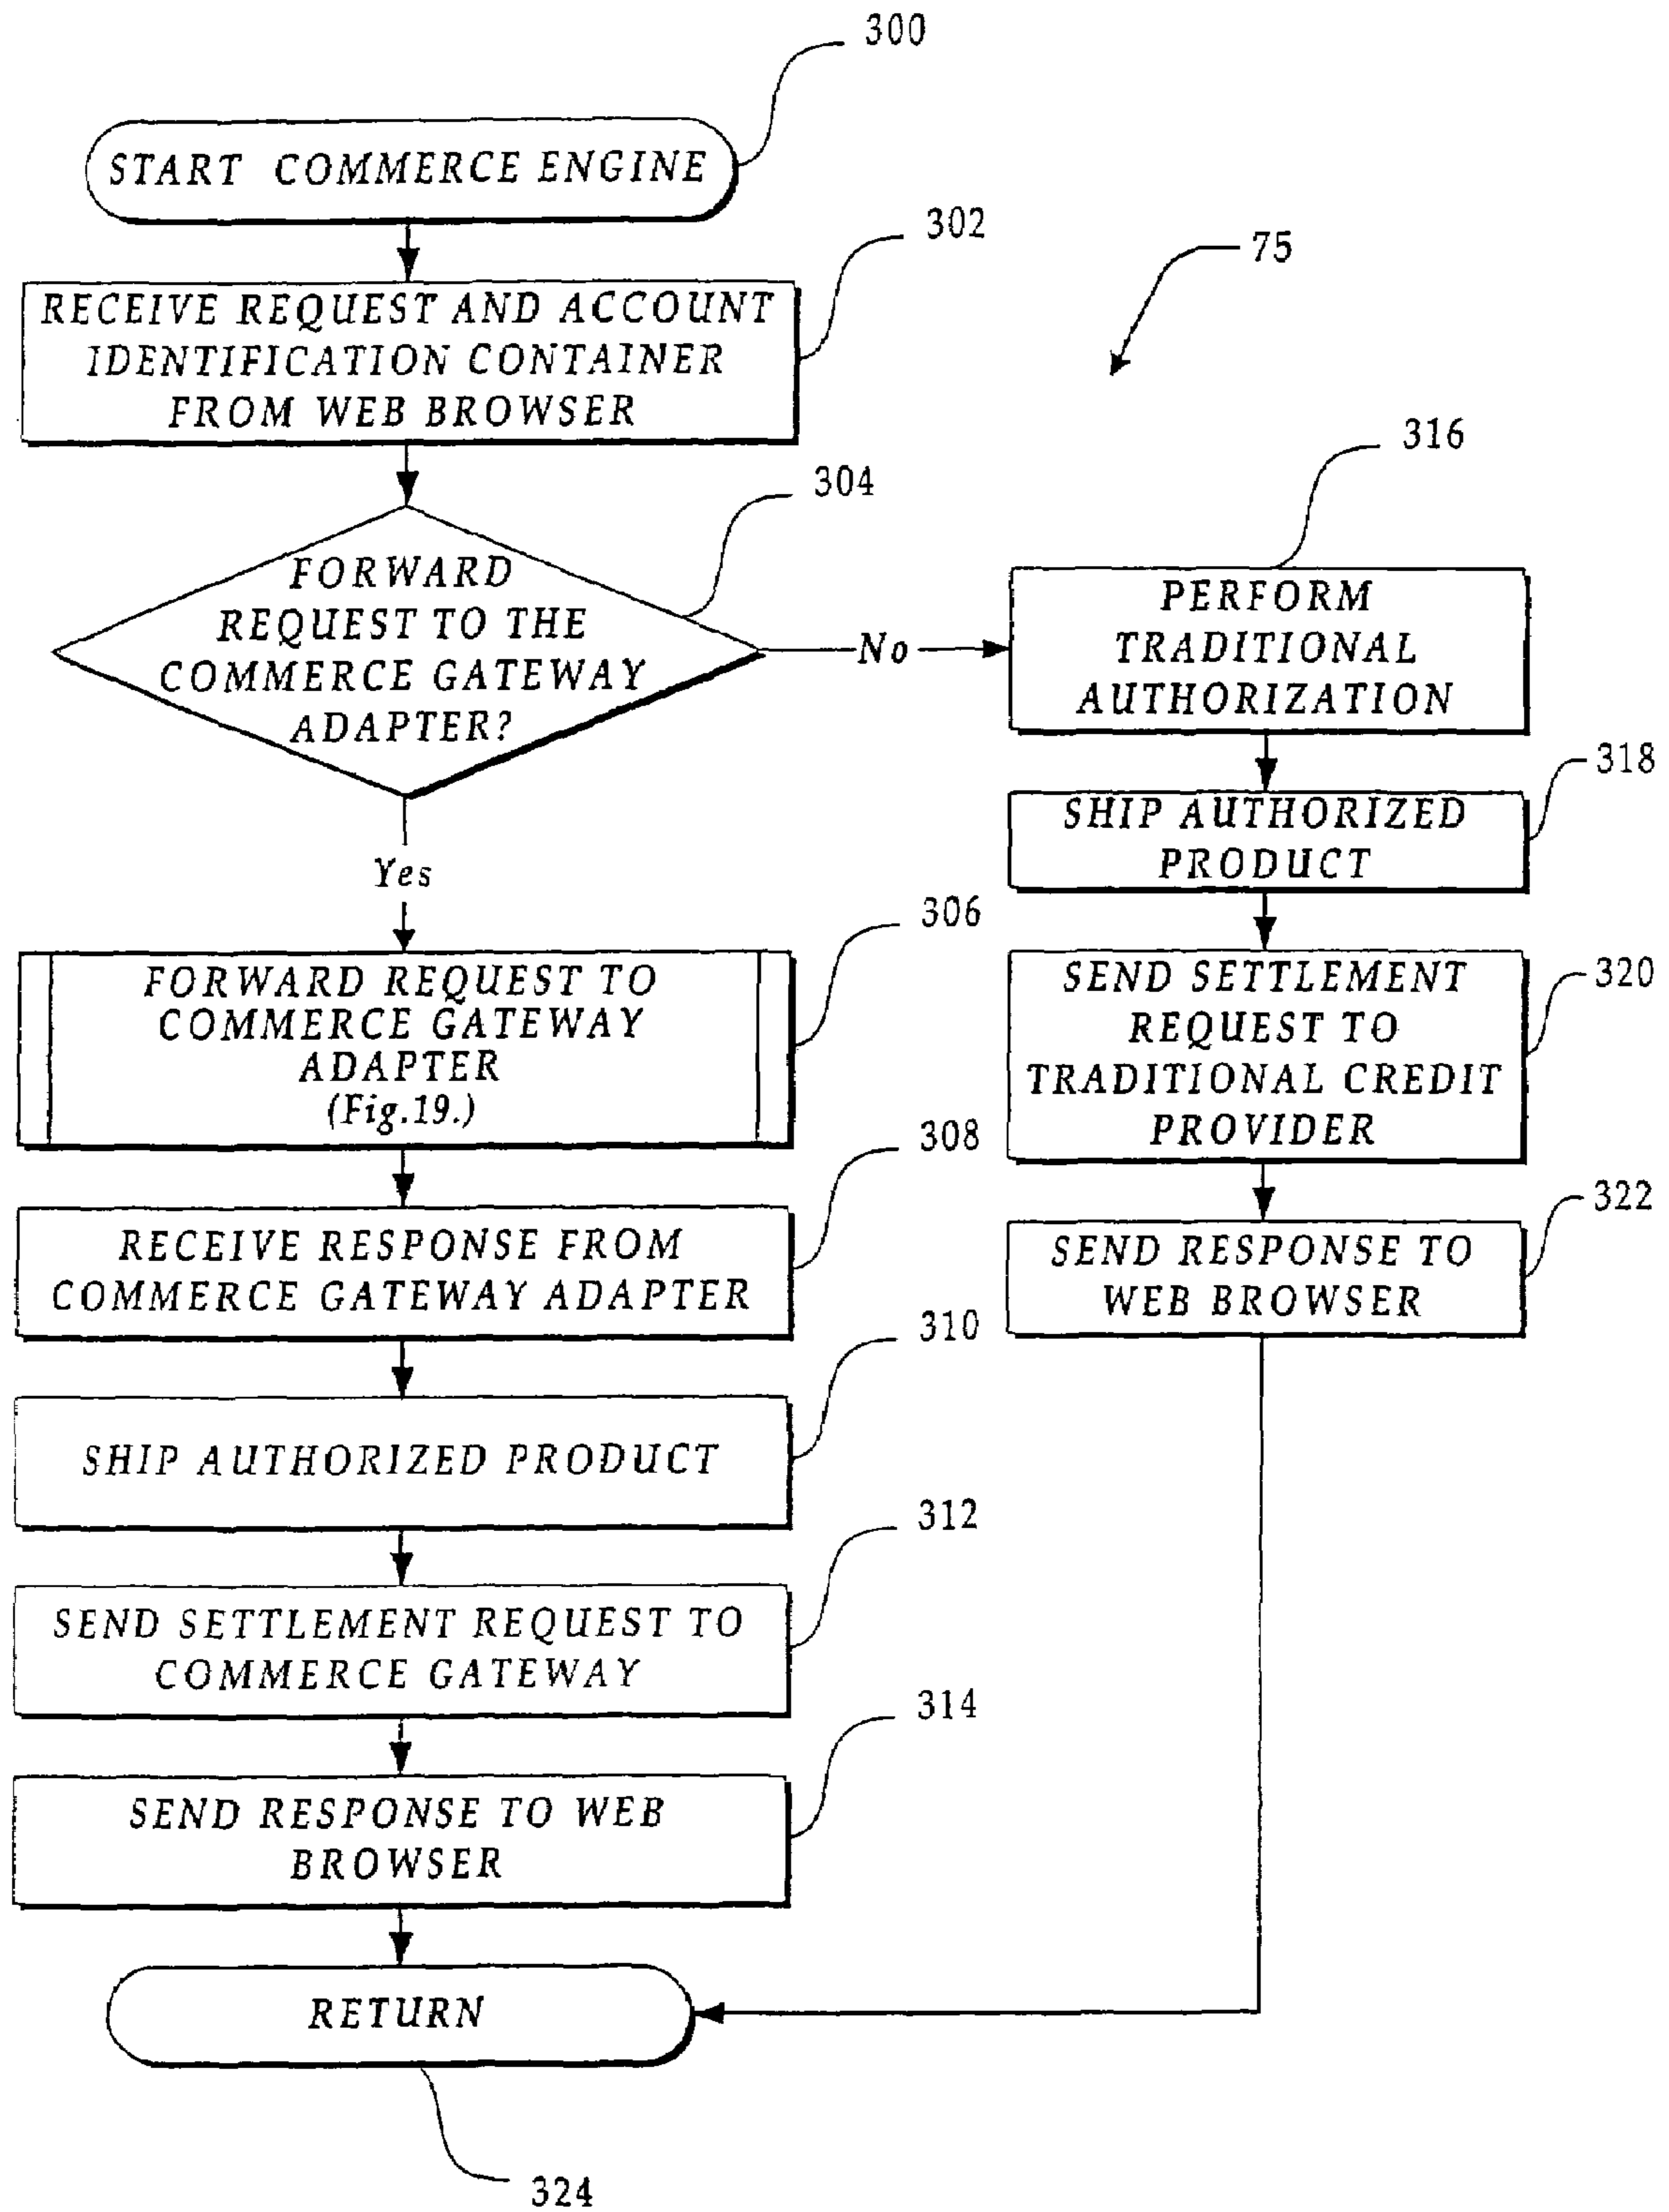 300
START COMMERCE ENGINE
302
RECEIVE REQUEST AND ACCOUNT
IDENTIFICATION CONTAINER
FROM WEB BROWSER
75
304
FORWARD
REQUEST TO THE
COMMERCE GATEWAY
ADAPTER?
No
Yes
316
PERFORM
TRADITIONAL
AUTHORIZATION
318
SHIP AUTHORIZED
PRODUCT
306
FORWARD REQUEST TO
COMMERCE GATEWAY
ADAPTER
(Fig.19.)
320
SEND SETTLEMENT
REQUEST TO
TRADITIONAL CREDIT
PROVIDER
308
RECEIVE RESPONSE FROM
COMMERCE GATEWAY ADAPTER
322
SEND RESPONSE TO
WEB BROWSER
310
SHIP AUTHORIZED PRODUCT
312
SEND SETTLEMENT REQUEST TO
COMMERCE GATEWAY
314
SEND RESPONSE TO WEB
BROWSER
RETURN
324